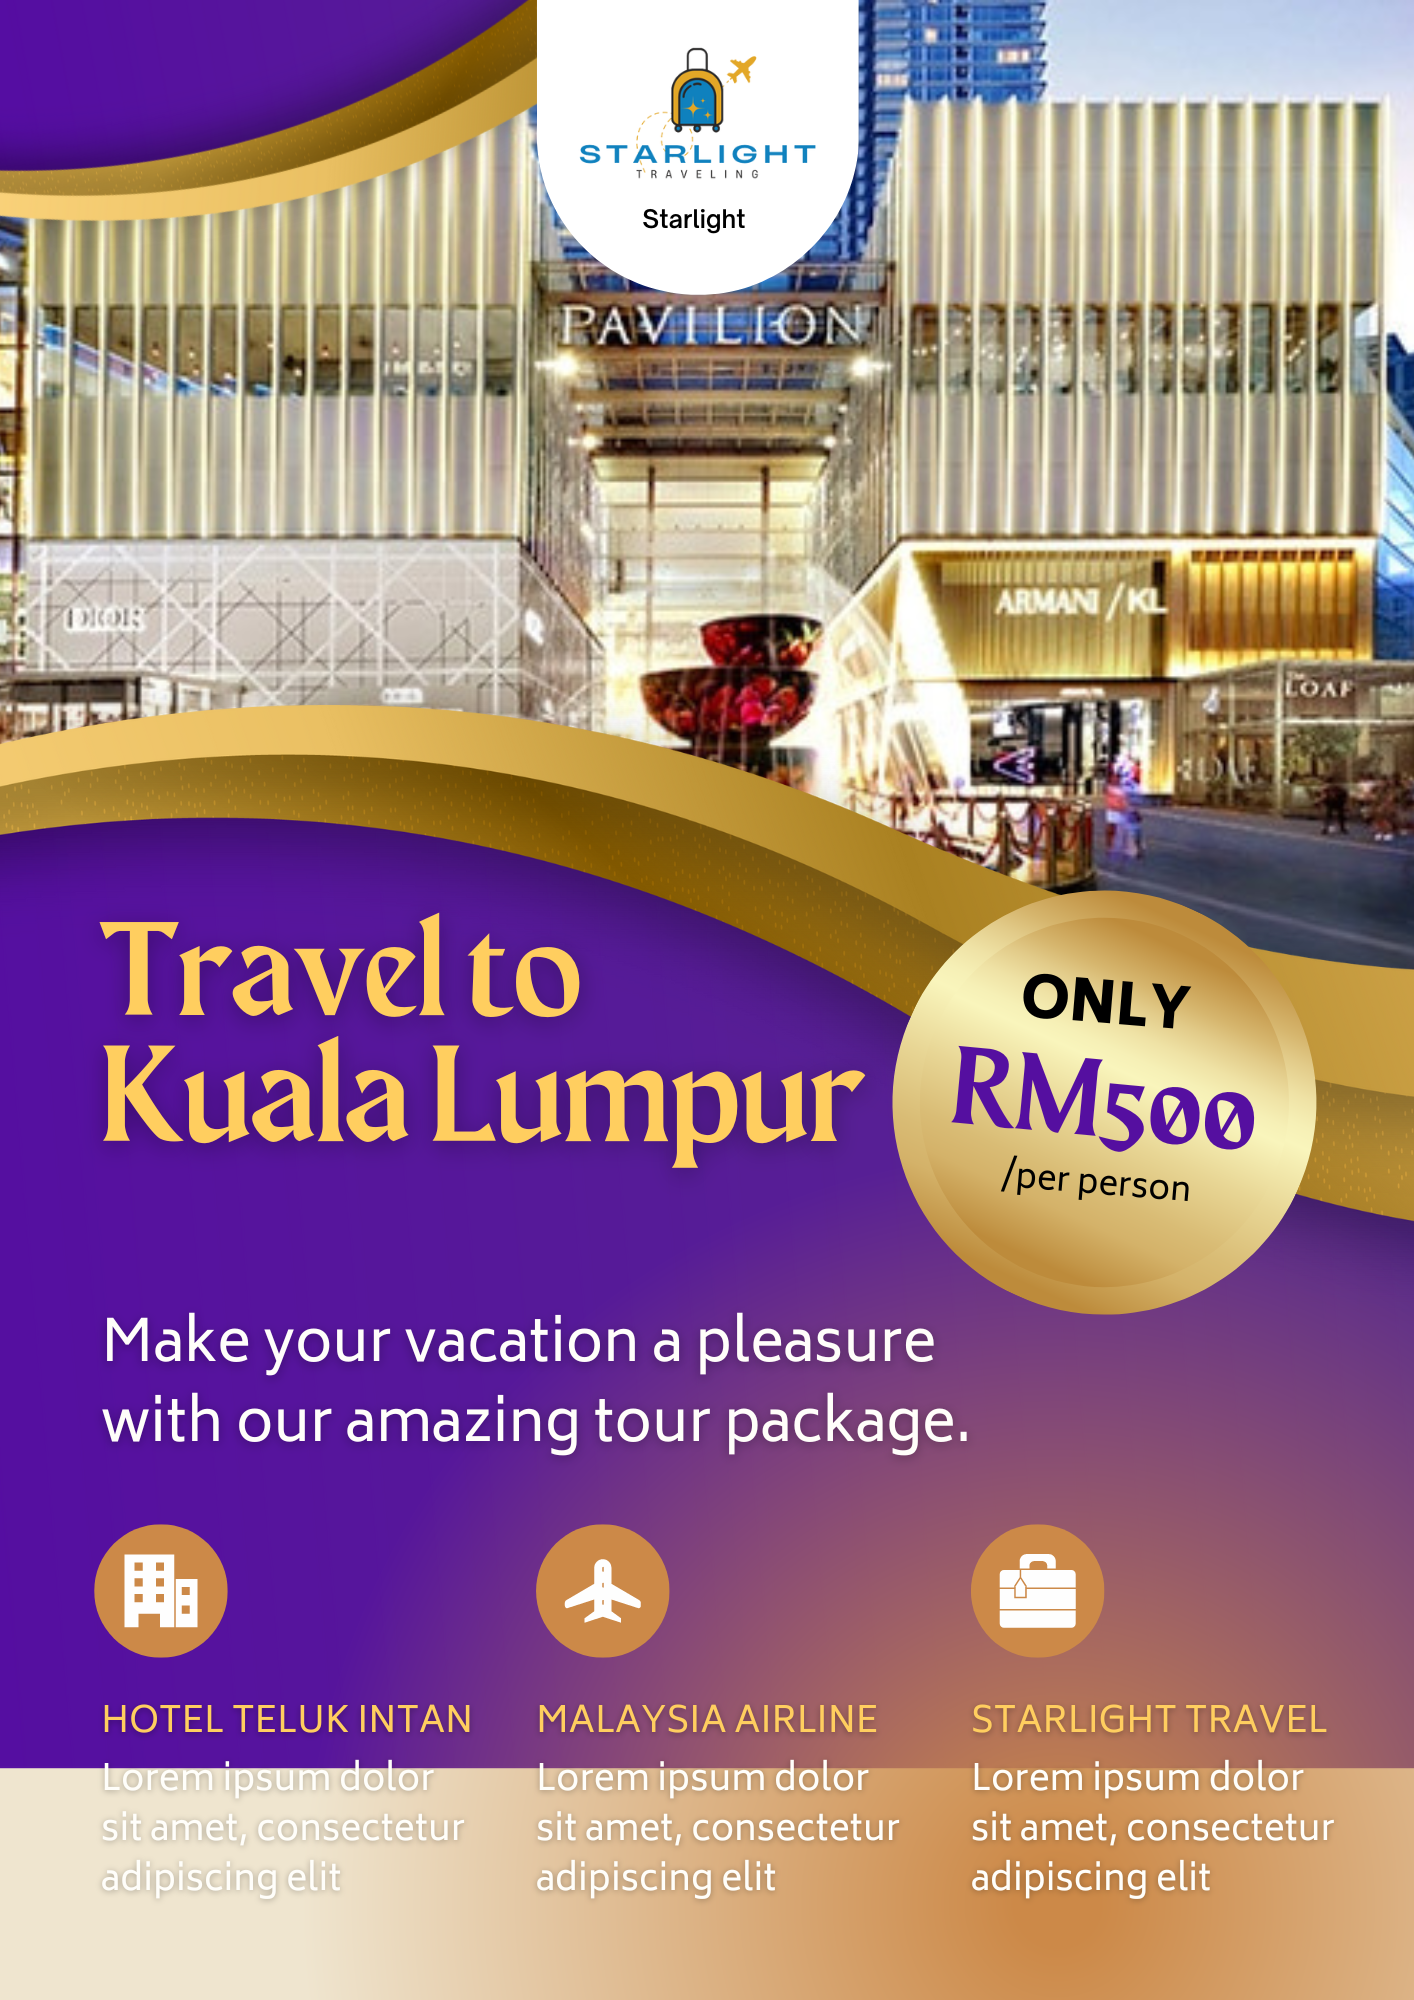 STARLIGHT
TRAVELING
Starlight
PAVILION
DIOR
ARMANI / KL
LOAF
Travel to
Kuala Lumpur
ONLY
RM500
/per person
Make your vacation a pleasure
with our amazing tour package.
HOTEL TELUK INTAN
Lorem ipsum dolor
sit amet, consectetur
adipiscing elit
MALAYSIA AIRLINE
Lorem ipsum dolor
sit amet, consectetur
adipiscing elit
STARLIGHT TRAVEL
Lorem ipsum dolor
sit amet, consectetur
adipiscing elit